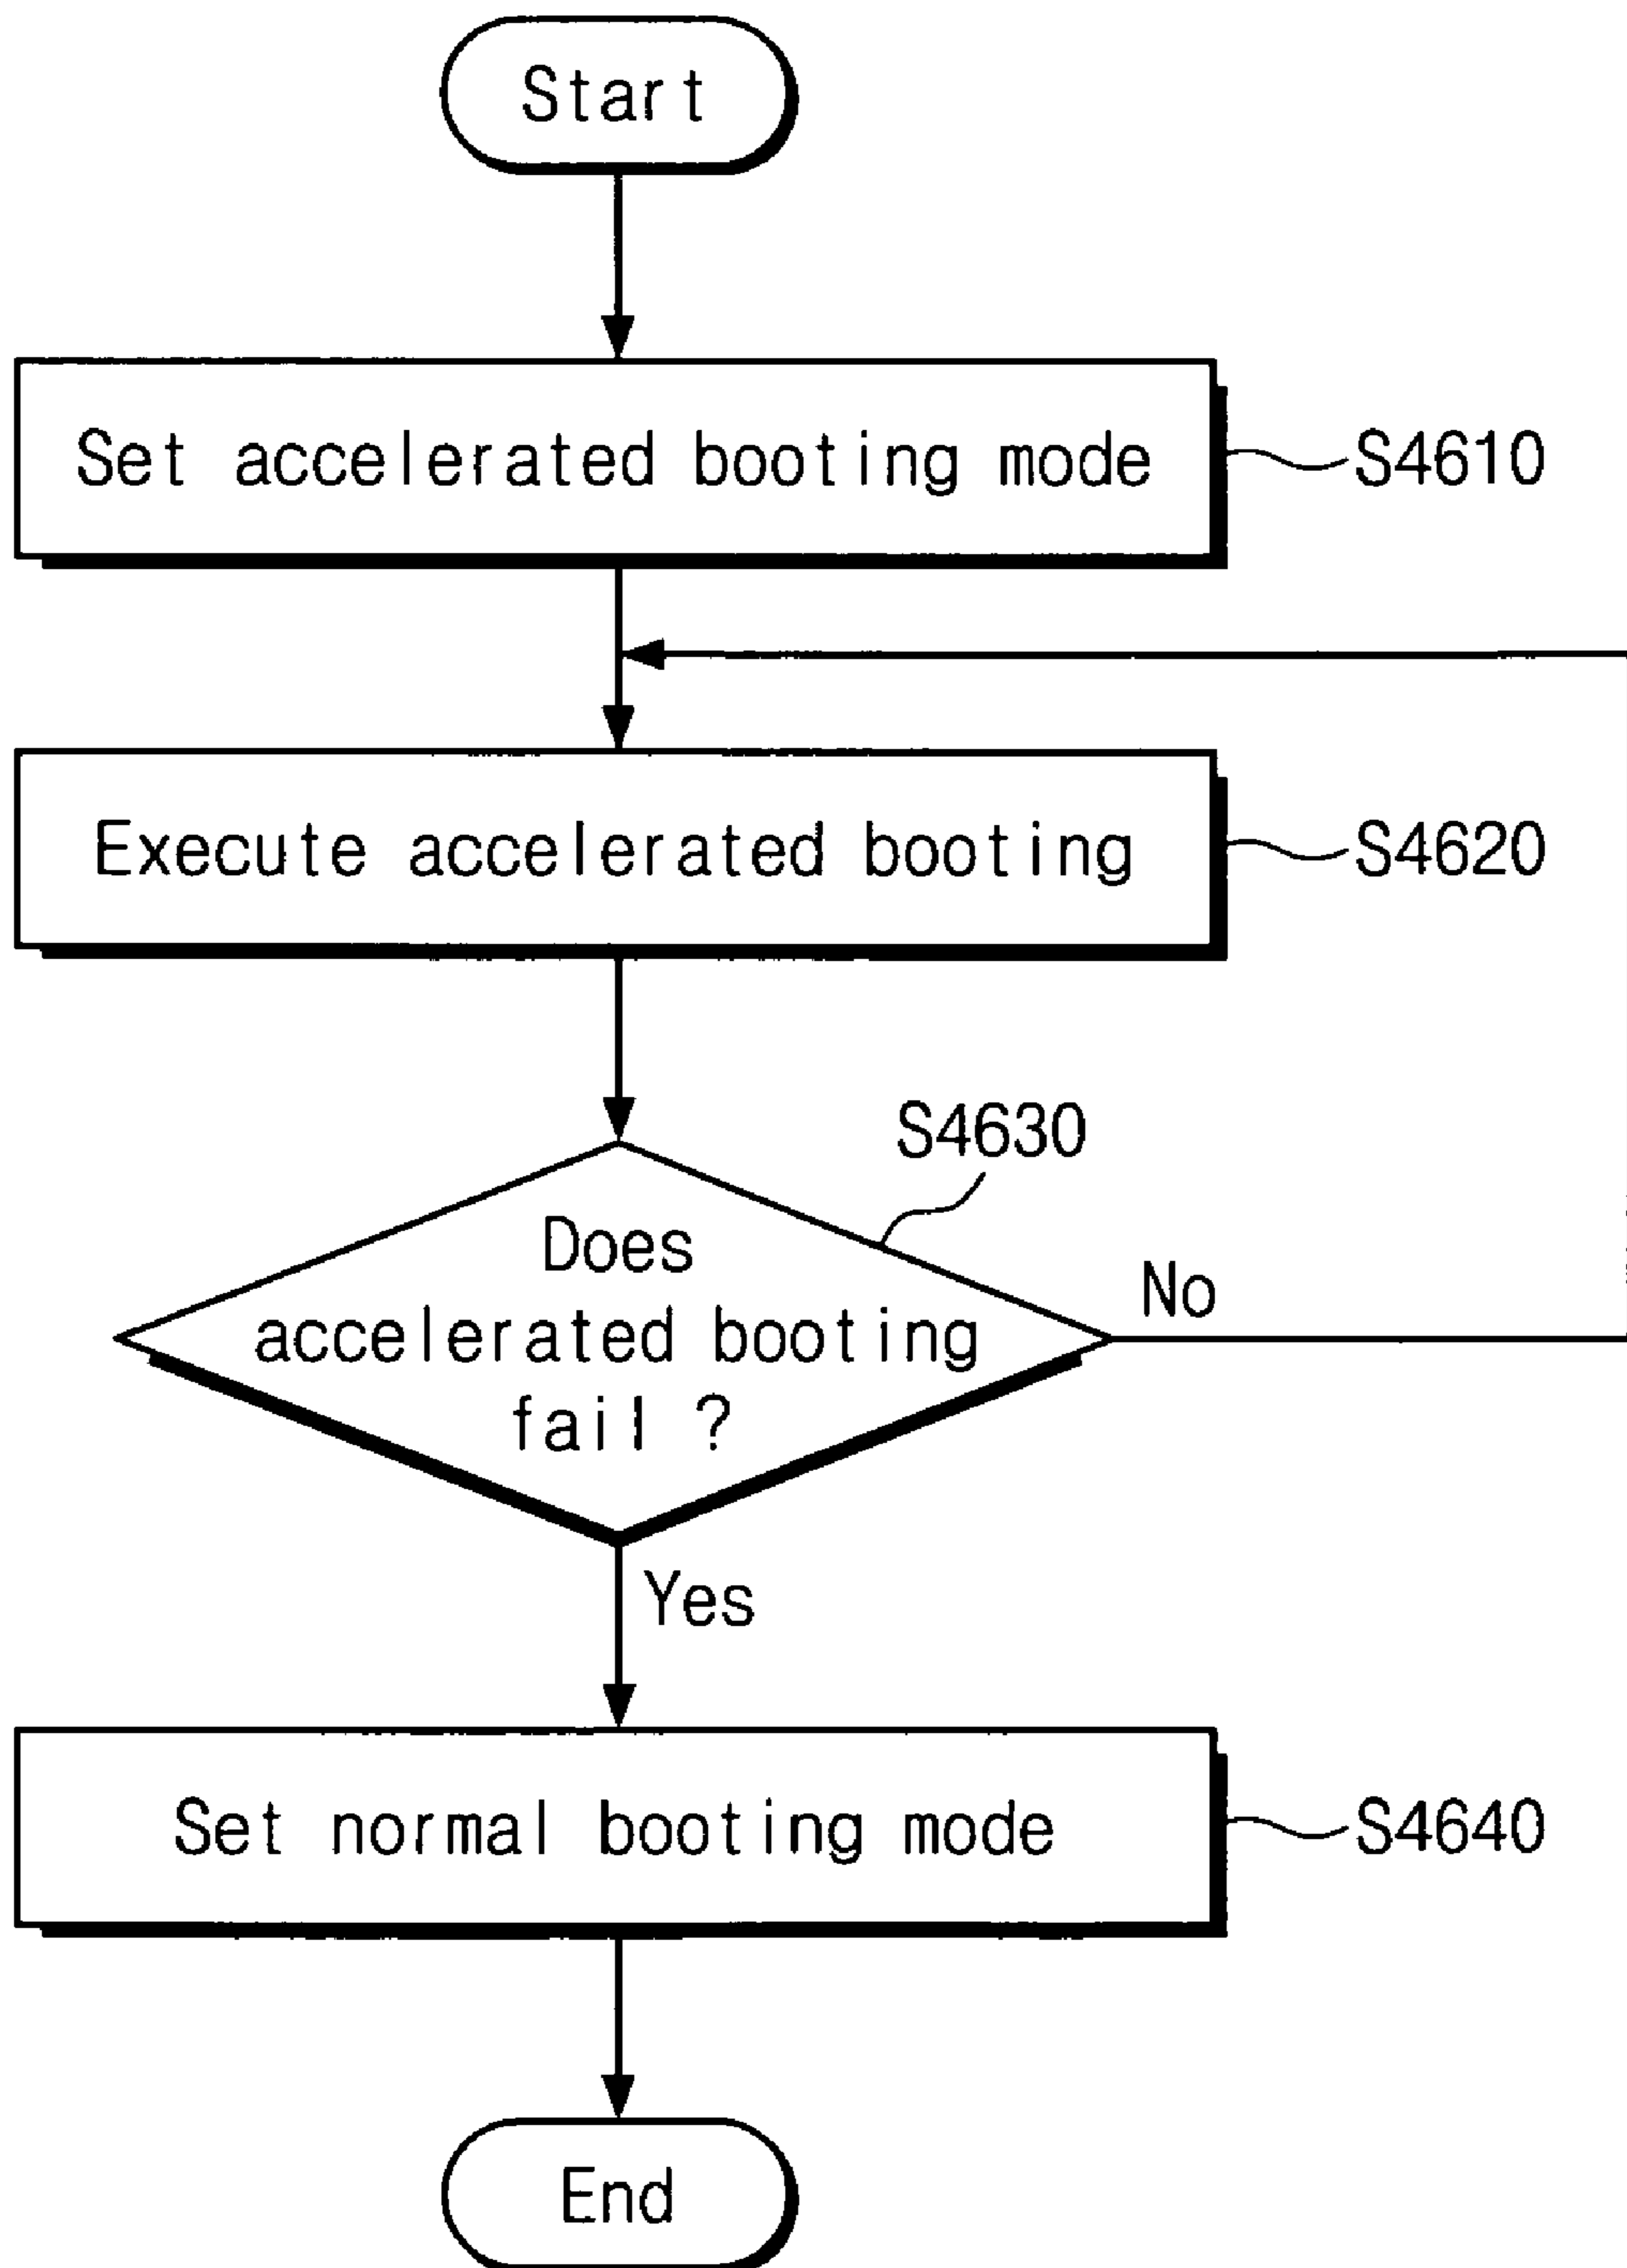 Start
Set accelerated booting mode
S4610
Execute accelerated booting
S4620
S4630
Does
accelerated booting
fail ?
No
Yes
Set normal booting mode
S4640
End